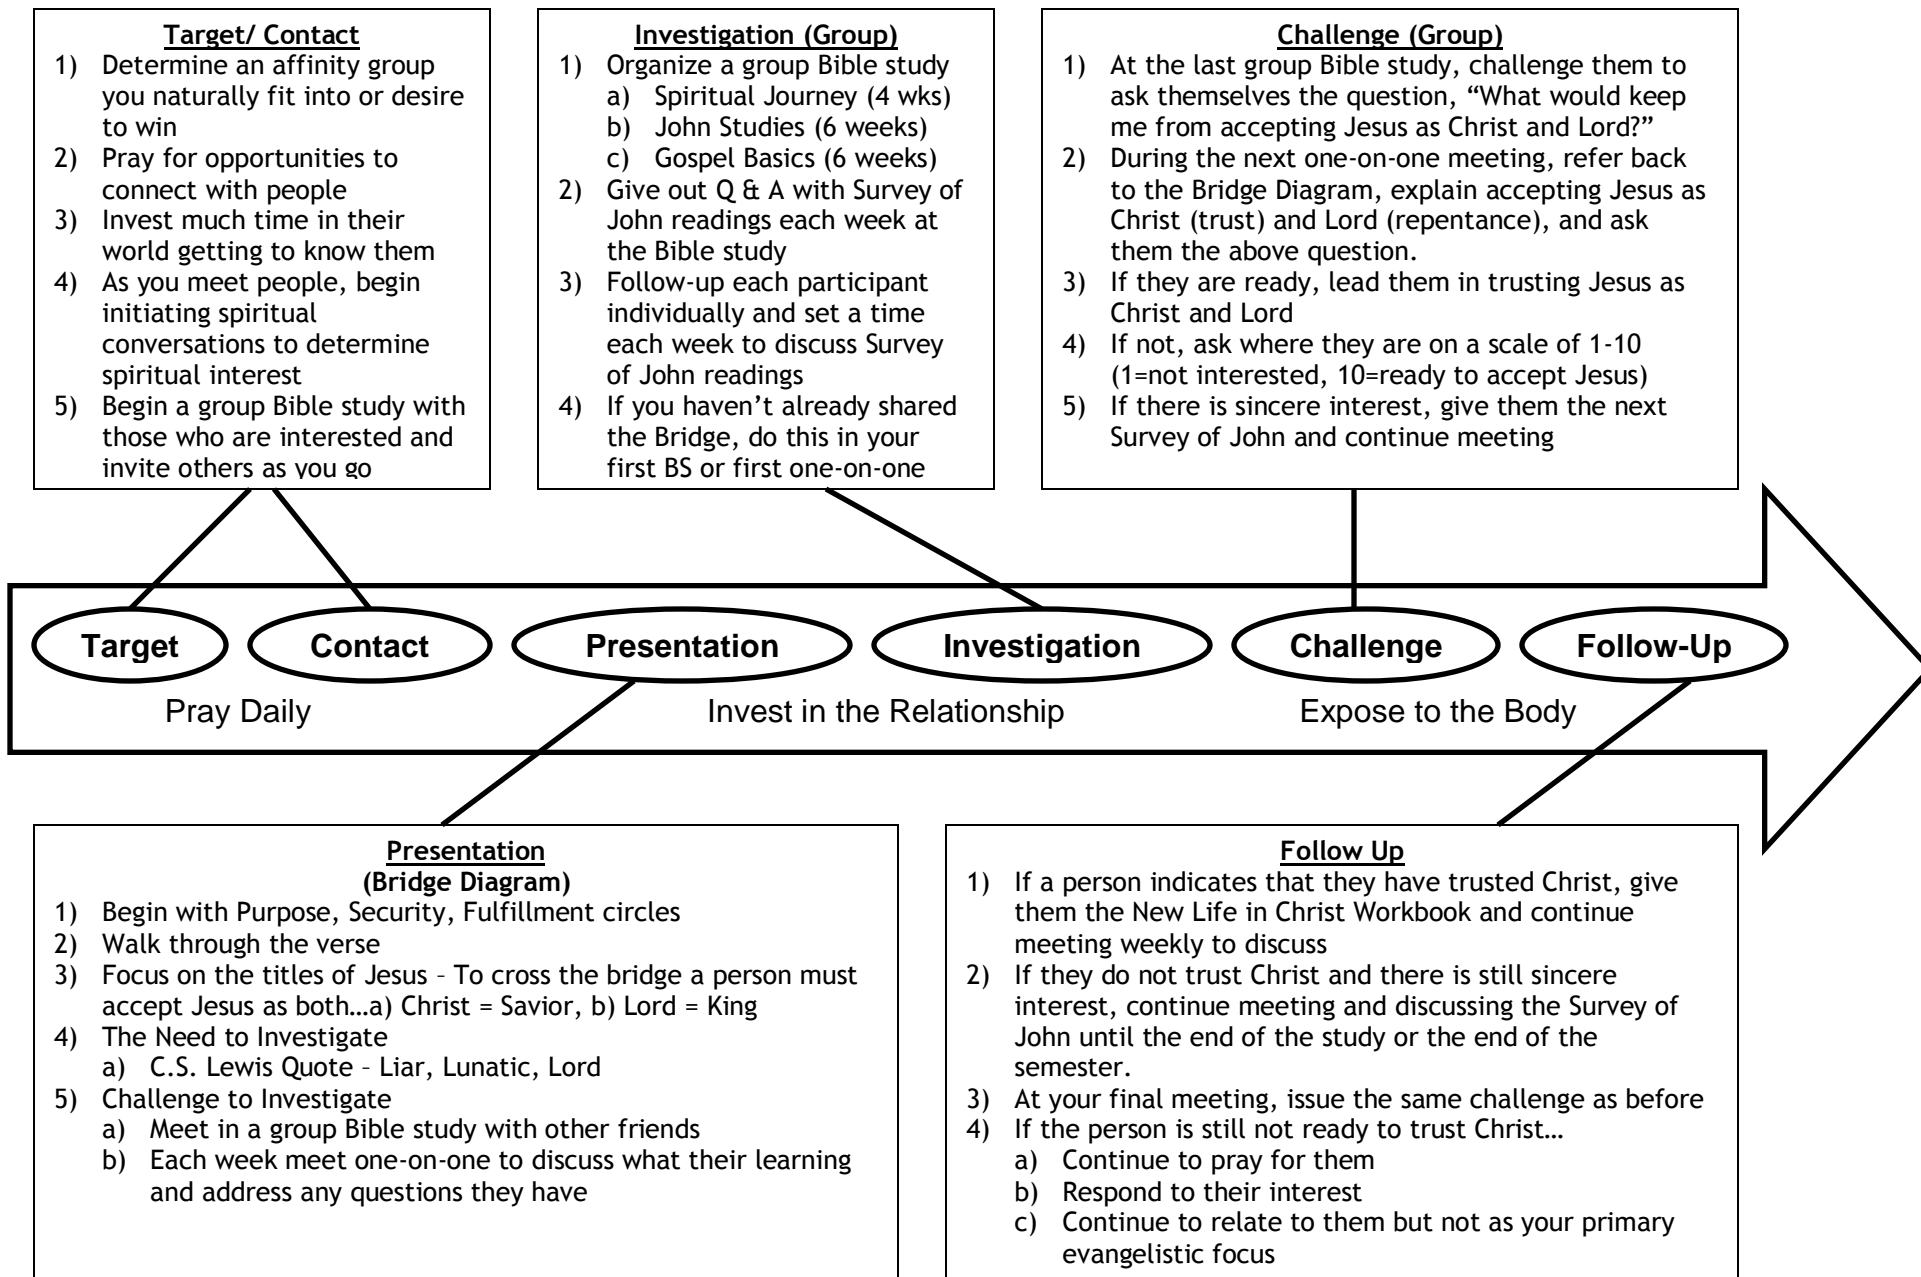 Target/ Contact
1) Determine an affinity group
you naturally fit into or desire
to win
2) Pray for opportunities to
connect with people
3) Invest much time in their
world getting to know them
4) As you meet people, begin
initiating spiritual
conversations to determine
spiritual interest
5) Begin a group Bible study with
those who are interested and
invite others as you go
Investigation (Group)
1) Organize a group Bible study
a) Spiritual Journey (4 wks)
b) John Studies (6 weeks)
c) Gospel Basics (6 weeks)
2) Give out Q & A with Survey of
John readings each week at
the Bible study
3) Follow-up each participant
individually and set a time
each week to discuss Survey
of John readings
4) If you haven’t already shared
the Bridge, do this in your
first BS or first one-on-one
Challenge (Group)
1) At the last group Bible study, challenge them to
ask themselves the question, “What would keep
me from accepting Jesus as Christ and Lord?”
2) During the next one-on-one meeting, refer back
to the Bridge Diagram, explain accepting Jesus as
Christ (trust) and Lord (repentance), and ask
them the above question.
3) If they are ready, lead them in trusting Jesus as
Christ and Lord
4) If not, ask where they are on a scale of 1-10
(1=not interested, 10=ready to accept Jesus)
5) If there is sincere interest, give them the next
Survey of John and continue meeting
Target
Contact
Presentation
Investigation
Challenge
Follow-Up
Pray Daily
Invest in the Relationship
Expose to the Body
Presentation
(Bridge Diagram)
1) Begin with Purpose, Security, Fulfillment circles
2) Walk through the verse
3) Focus on the titles of Jesus – To cross the bridge a person must
accept Jesus as both…a) Christ = Savior, b) Lord = King
4) The Need to Investigate
a) C.S. Lewis Quote – Liar, Lunatic, Lord
5) Challenge to Investigate
a) Meet in a group Bible study with other friends
b) Each week meet one-on-one to discuss what their learning
and address any questions they have
Follow Up
1) If a person indicates that they have trusted Christ, give
them the New Life in Christ Workbook and continue
meeting weekly to discuss
2) If they do not trust Christ and there is still sincere
interest, continue meeting and discussing the Survey of
John until the end of the study or the end of the
semester.
3) At your final meeting, issue the same challenge as before
4) If the person is still not ready to trust Christ…
a) Continue to pray for them
b) Respond to their interest
c) Continue to relate to them but not as your primary
evangelistic focus